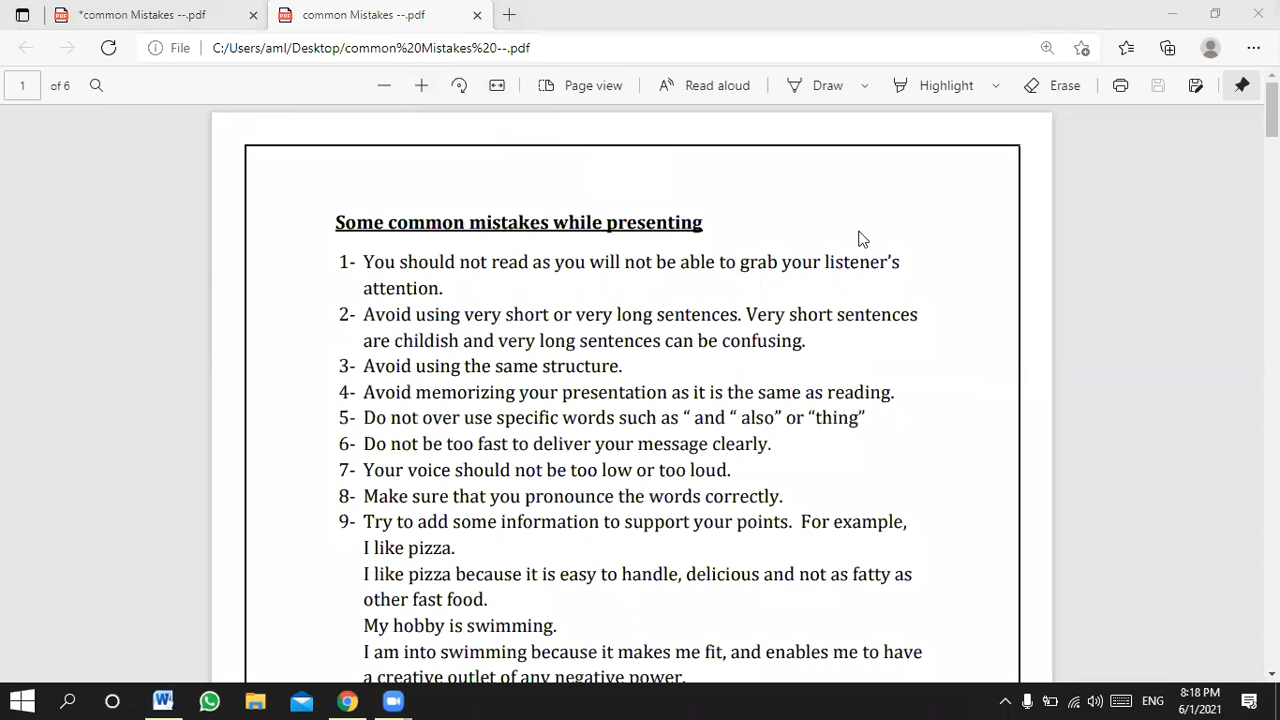 *common Mistakes --.pdf
common Mistakes --.pdf
File
C:/Users/aml/Desktop/common%20Mistakes%20--.pdf
1 of 6
Page view
Read aloud
Draw
Highlight
Erase
Some common mistakes while presenting
1- You should not read as you will not be able to grab your listener’s
attention.
2- Avoid using very short or very long sentences. Very short sentences
are childish and very long sentences can be confusing.
3- Avoid using the same structure.
4- Avoid memorizing your presentation as it is the same as reading.
5- Do not over use specific words such as “ and “ also” or “thing”
6- Do not be too fast to deliver your message clearly.
7- Your voice should not be too low or too loud.
8- Make sure that you pronounce the words correctly.
9- Try to add some information to support your points.  For example,
I like pizza.
I like pizza because it is easy to handle, delicious and not as fatty as
other fast food.
My hobby is swimming.
I am into swimming because it makes me fit, and enables me to have
a creative outlet of any negative power.
ENG
8:18 PM
6/1/2021